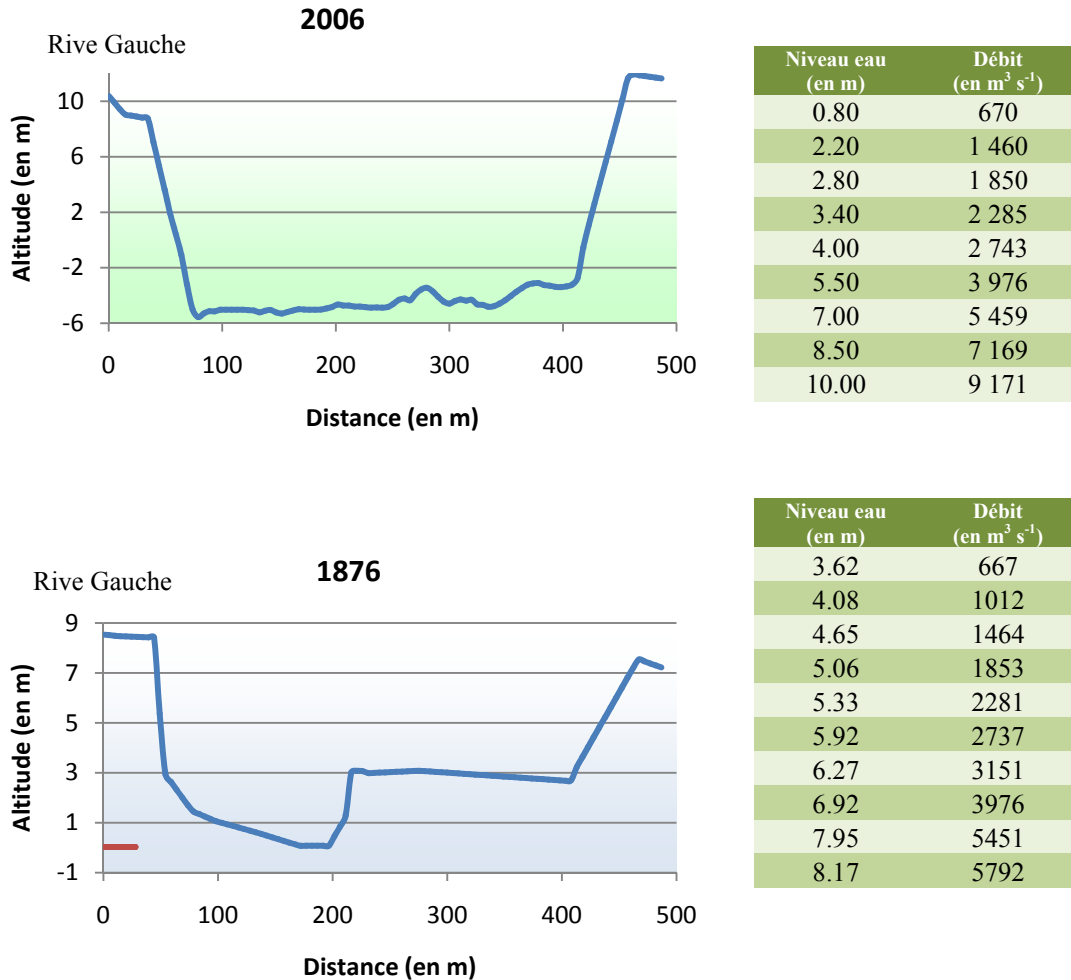 2006
Rive Gauche
Altitude (en m)
10
6
2
-2
-6
0 100 200 300 400 500
Distance (en m)
Niveau eau (en m) Débit (en m³ s⁻¹)
0.80 670
2.20 1 460
2.80 1 850
3.40 2 285
4.00 2 743
5.50 3 976
7.00 5 459
8.50 7 169
10.00 9 171
1876
Rive Gauche
Altitude (en m)
9
7
5
3
1
-1
0 100 200 300 400 500
Distance (en m)
Niveau eau (en m) Débit (en m³ s⁻¹)
3.62 667
4.08 1012
4.65 1464
5.06 1853
5.33 2281
5.92 2737
6.27 3151
6.92 3976
7.95 5451
8.17 5792